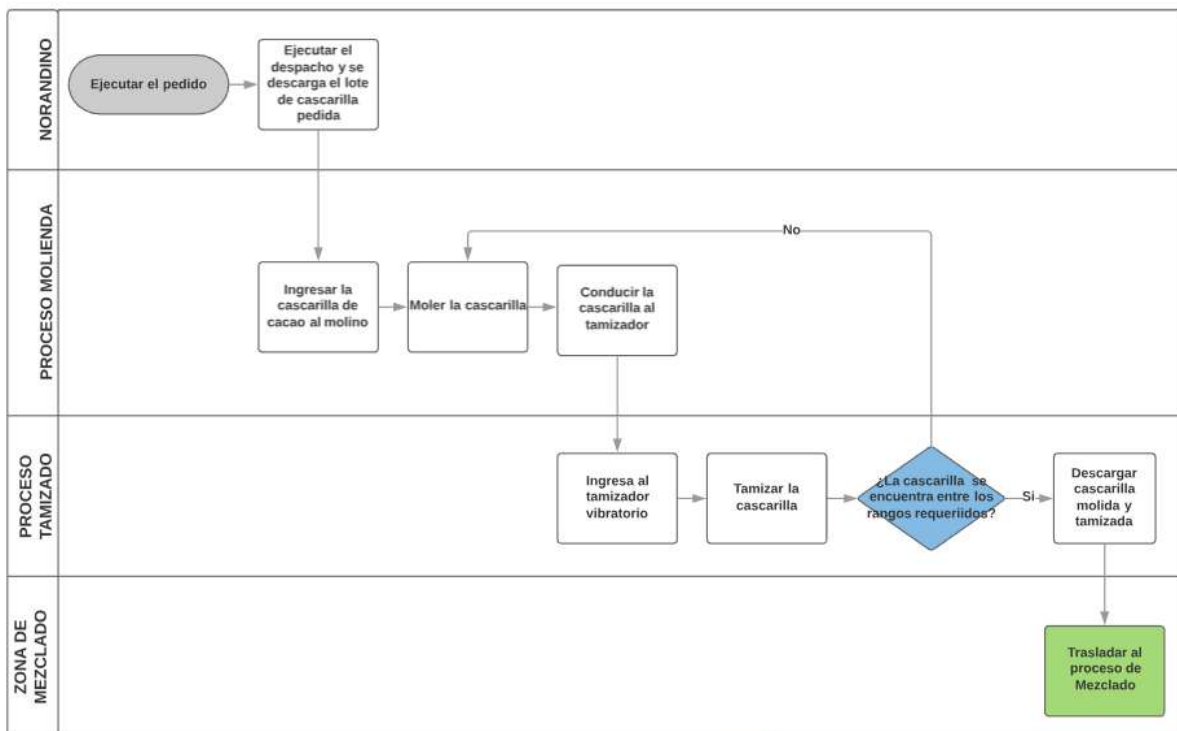 NORANDINO
Ejecutar el pedido
Ejecutar el
despacho y se
descarga el lote
de cascarilla
pedida
PROCESO MOLIENDA
No
Ingresar la
cascarilla de
cacao al molino
Moler la cascarilla
Conducir la
cascarilla al
tamizador
PROCESO
TAMIZADO
Ingresa al
tamizador
vibratorio
Tamizar la
cascarilla
¿La cascarilla se
encuentra entre los
rangos requeriidos?
Si
Descargar
cascarilla
molida y
tamizada
ZONA DE
MEZCLADO
Trasladar al
proceso de
Mezclado